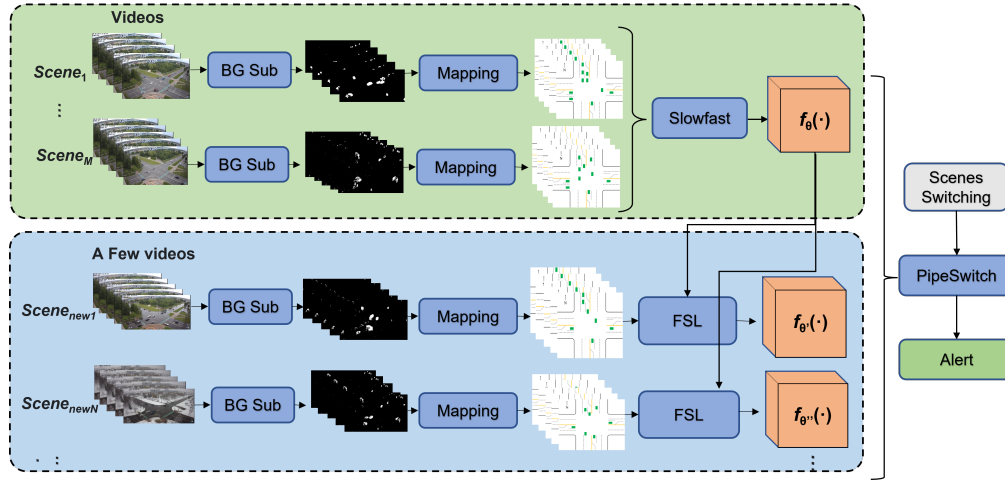 Videos
Scene1
BG Sub
Mapping
...
SceneM
BG Sub
Mapping
Slowfast
fθ(·)
A Few videos
Scenenew1
BG Sub
Mapping
FSL
fθ'(·)
ScenenewN
BG Sub
Mapping
FSL
fθ''(·)
...
...
Scenes
Switching
PipeSwitch
Alert